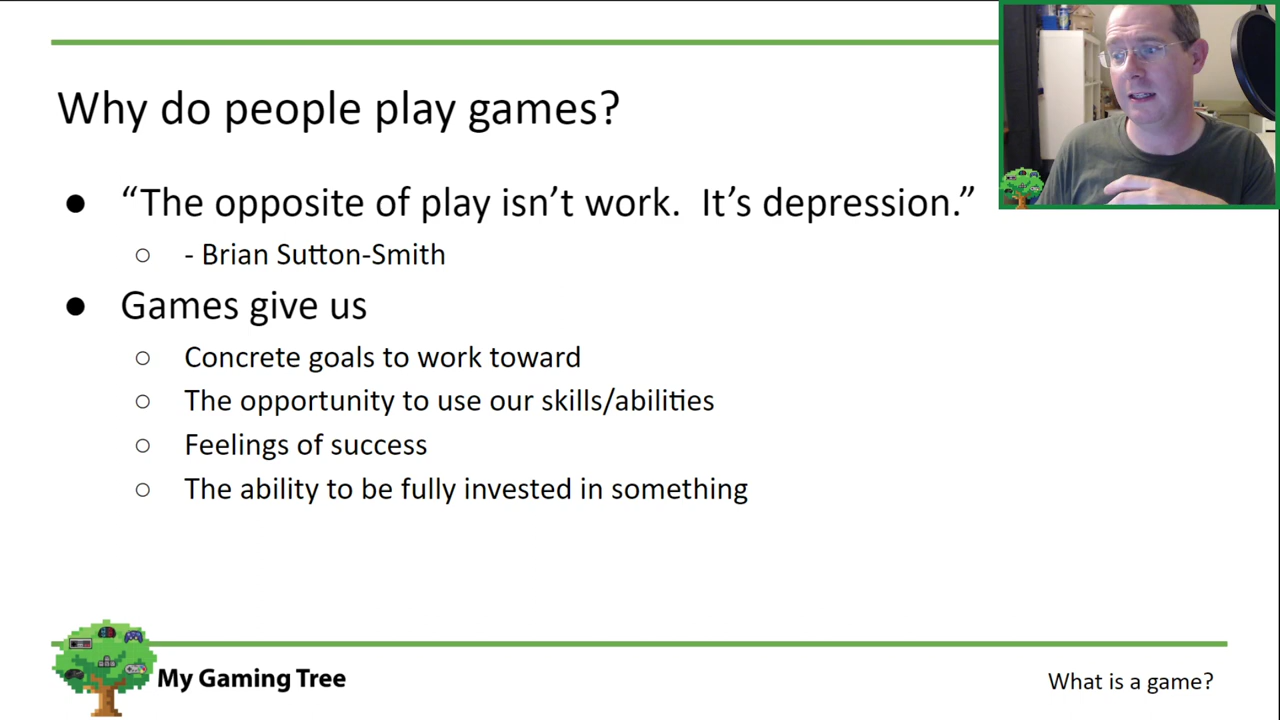 Why do people play games?
● “The opposite of play isn’t work.  It’s depression.”
○ - Brian Sutton-Smith
● Games give us
○ Concrete goals to work toward
○ The opportunity to use our skills/abilities
○ Feelings of success
○ The ability to be fully invested in something
My Gaming Tree
What is a game?